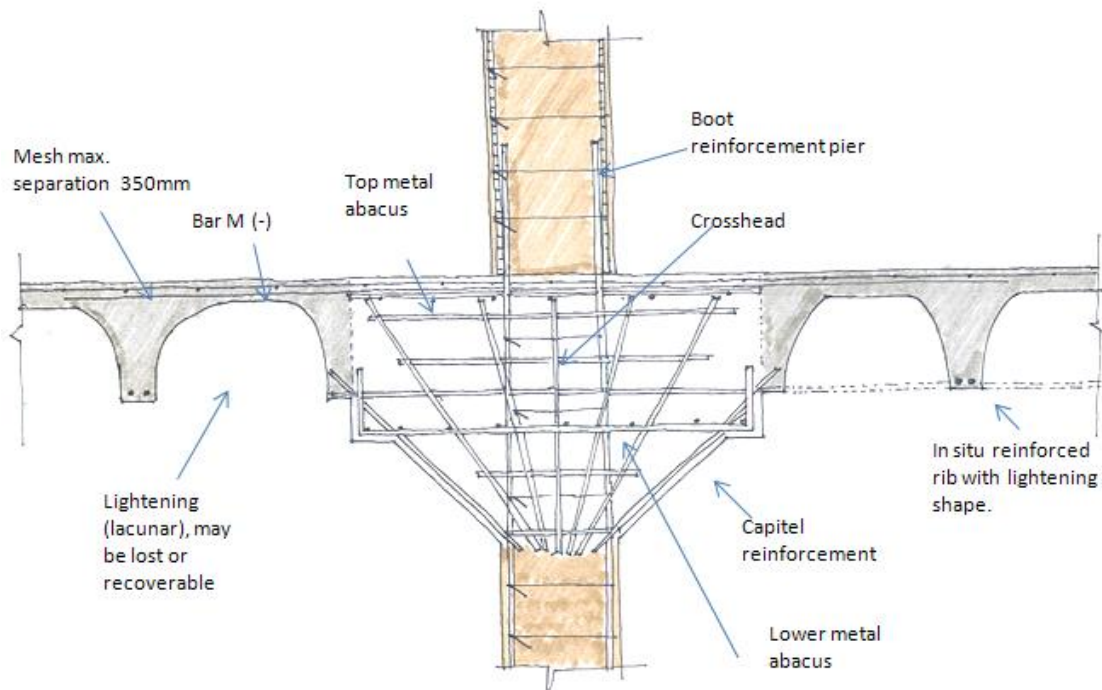 Boot
reinforcement pier
Mesh max.
separation 350mm
Top metal
abacus
Bar M (-)
Crosshead
Lightening
(lacunar), may
be lost or
recoverable
In situ reinforced
rib with lightening
shape.
Capitel
reinforcement
Lower metal
abacus